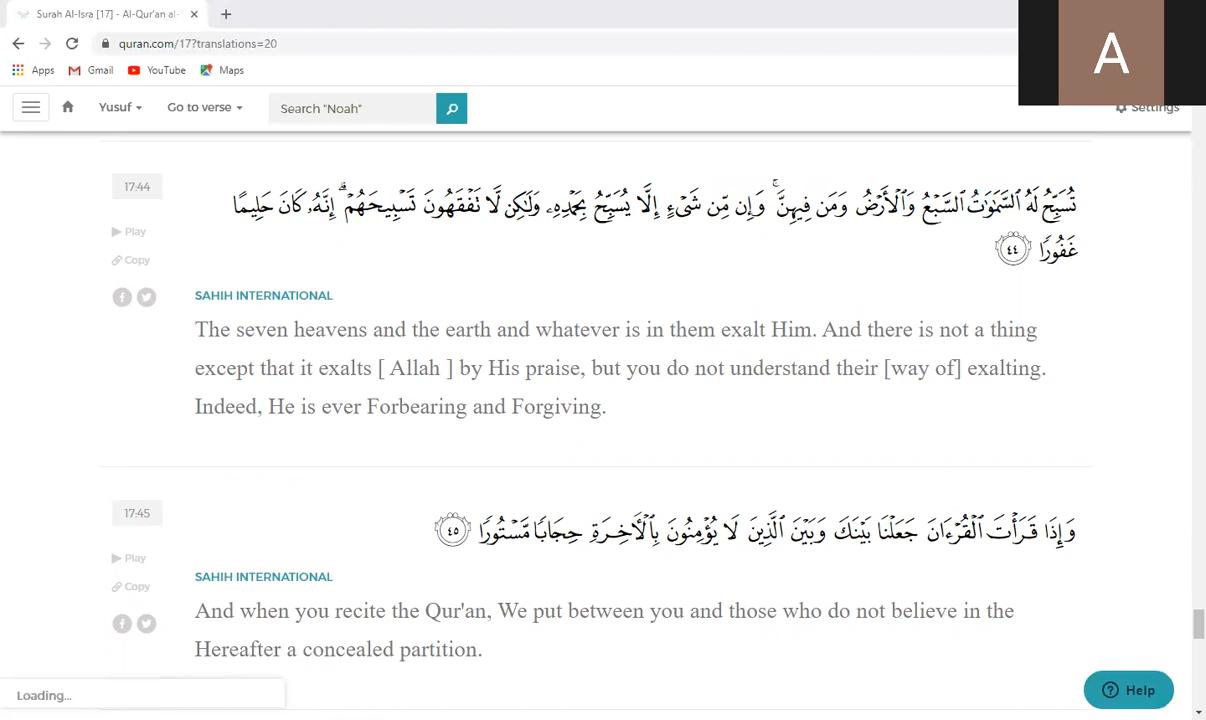 Surah Al-Isra [17] - Al-Qur'an al-
quran.com/17?translations=20
Apps Gmail YouTube Maps
A
Yusuf Go to verse Search "Noah" Settings
17:44
تُسَبِّحُ لَهُ ٱلسَّمَٰوَٰتُ ٱلسَّبْعُ وَٱلْأَرْضُ وَمَن فِيهِنَّ ۚ وَإِن مِّن شَىْءٍ إِلَّا يُسَبِّحُ بِحَمْدِهِۦ وَلَٰكِن لَّا تَفْقَهُونَ تَسْبِيحَهُمْ ۗ إِنَّهُۥ كَانَ حَلِيمًا
غَفُورًا ٤٤
Play
Copy
SAHIH INTERNATIONAL
The seven heavens and the earth and whatever is in them exalt Him. And there is not a thing
except that it exalts [ Allah ] by His praise, but you do not understand their [way of] exalting.
Indeed, He is ever Forbearing and Forgiving.
17:45
وَإِذَا قَرَأْتَ ٱلْقُرْءَانَ جَعَلْنَا بَيْنَكَ وَبَيْنَ ٱلَّذِينَ لَا يُؤْمِنُونَ بِٱلْءَاخِرَةِ حِجَابًا مَّسْتُورًا ٤٥
Play
Copy
SAHIH INTERNATIONAL
And when you recite the Qur'an, We put between you and those who do not believe in the
Hereafter a concealed partition.
Loading...
Help